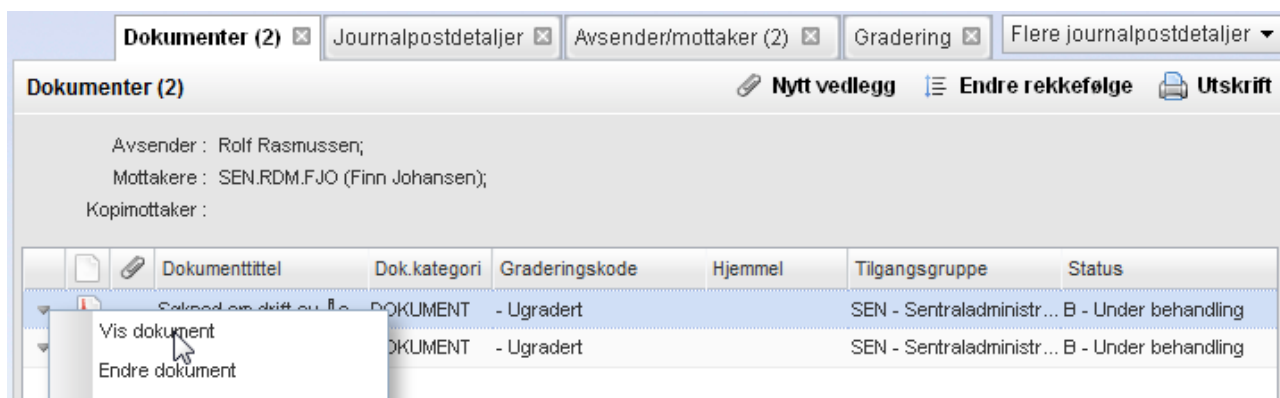 Dokumenter (2) Journalpostdetaljer Avsender/mottaker (2) Gradering Flere journalpostdetaljer
Dokumenter (2) Nytt vedlegg Endre rekkefølge Utskrift
Avsender : Rolf Rasmussen;
Mottakere : SEN.RDM.FJO (Finn Johansen);
Kopimottaker :
Dokumenttittel Dok.kategori Graderingskode Hjemmel Tilgangsgruppe Status
DOKUMENT - Ugradert SEN - Sentraladministr... B - Under behandling
Vis dokument
OKUMENT - Ugradert SEN - Sentraladministr... B - Under behandling
Endre dokument